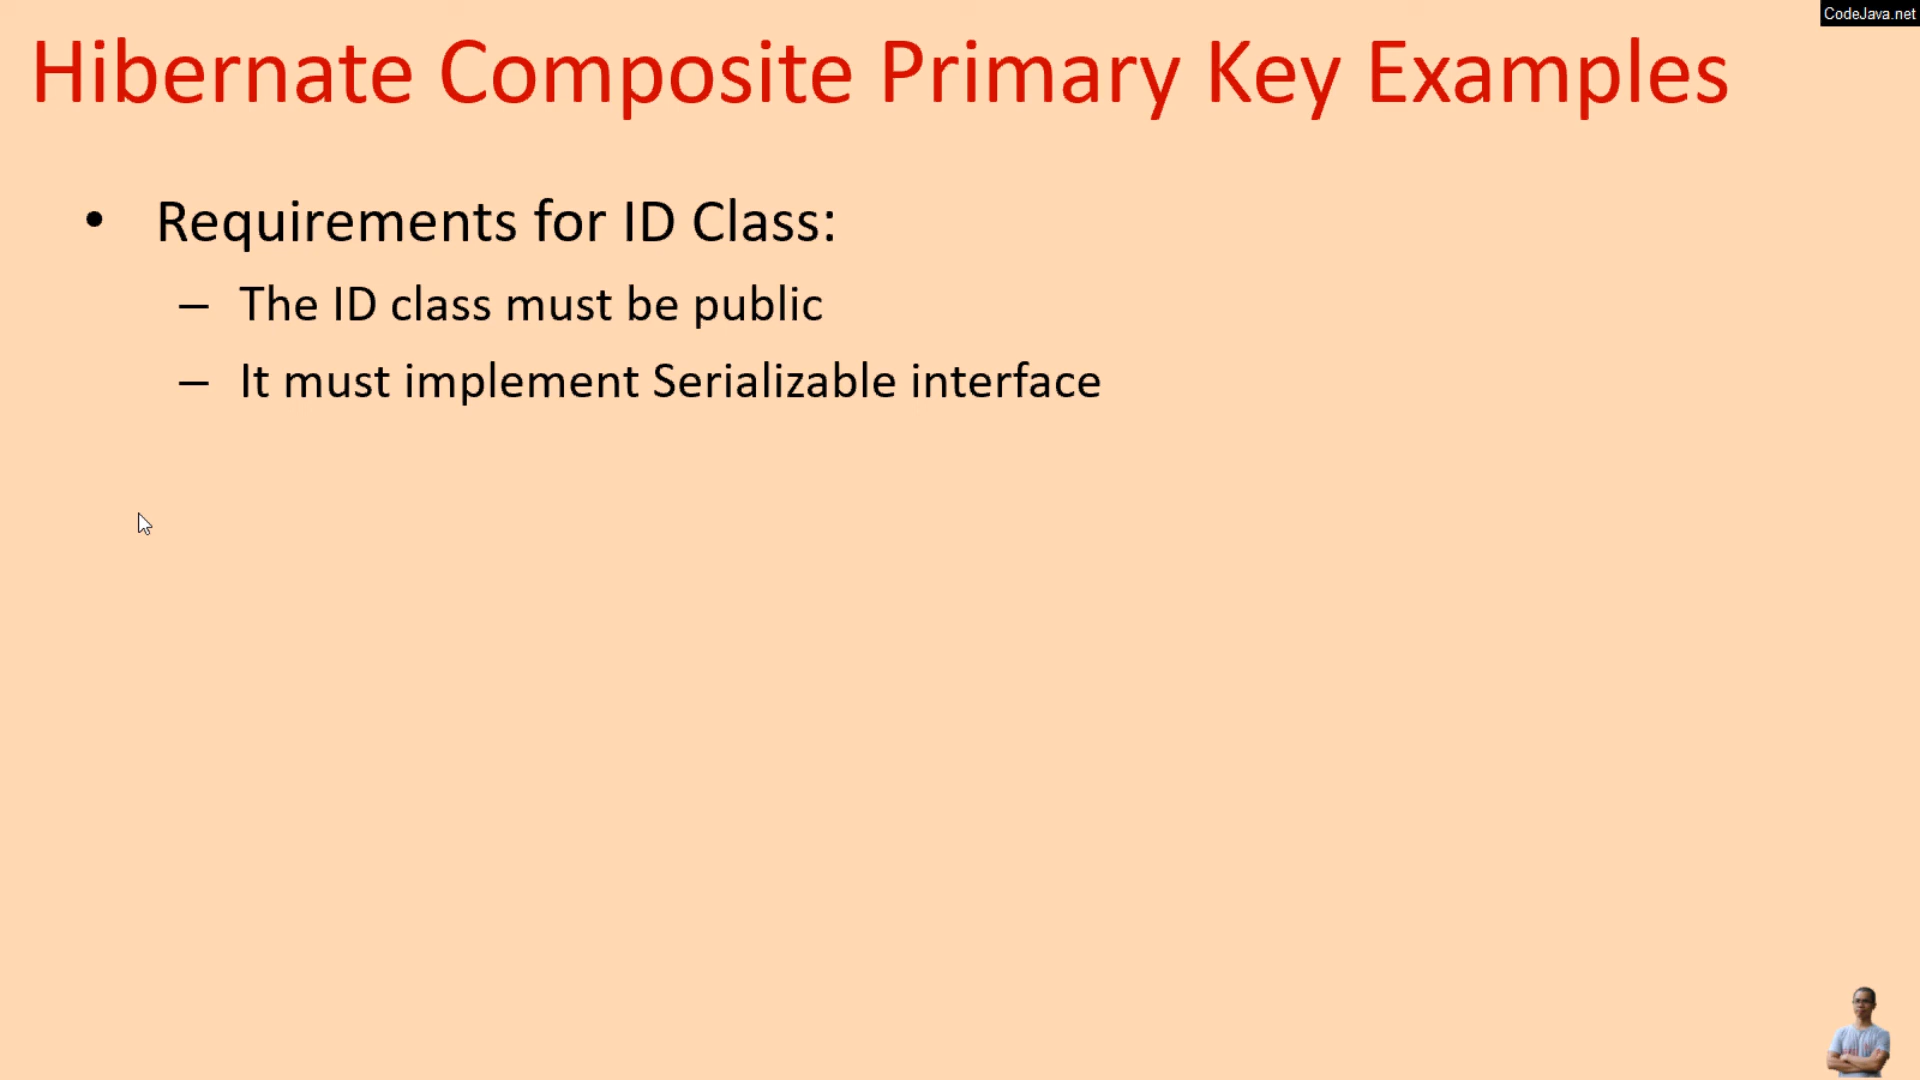 CodeJava.net
Hibernate Composite Primary Key Examples
• Requirements for ID Class:
– The ID class must be public
– It must implement Serializable interface